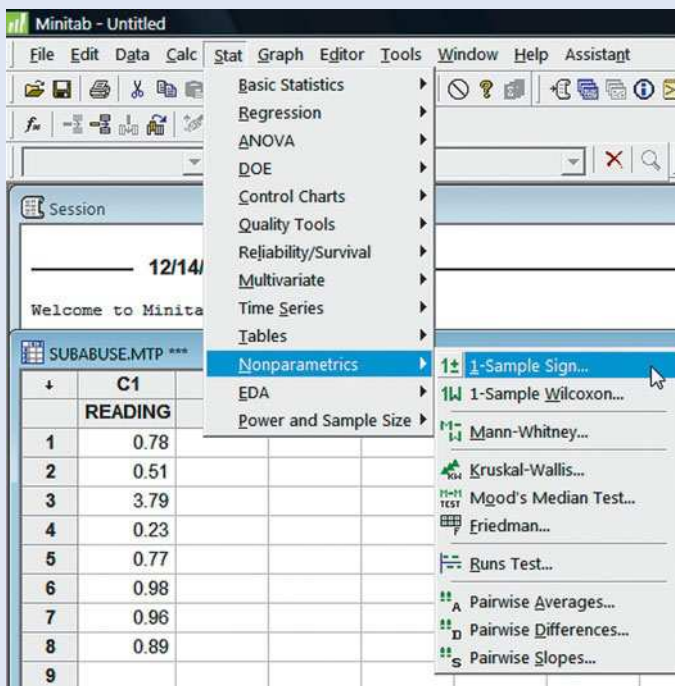 Minitab - Untitled
File Edit Data Calc Stat Graph Editor Tools Window Help Assistant
Basic Statistics
Regression
ANOVA
DOE
Control Charts
Quality Tools
Reliability/Survival
Multivariate
Time Series
Tables
Nonparametrics
EDA
Power and Sample Size
1-Sample Sign...
1-Sample Wilcoxon...
Mann-Whitney...
Kruskal-Wallis...
Mood's Median Test...
Friedman...
Runs Test...
Pairwise Averages...
Pairwise Differences...
Pairwise Slopes...
Session
12/14/
Welcome to Minita
SUBABUSE.MTP ***
C1
READING
1 0.78
2 0.51
3 3.79
4 0.23
5 0.77
6 0.98
7 0.96
8 0.89
9